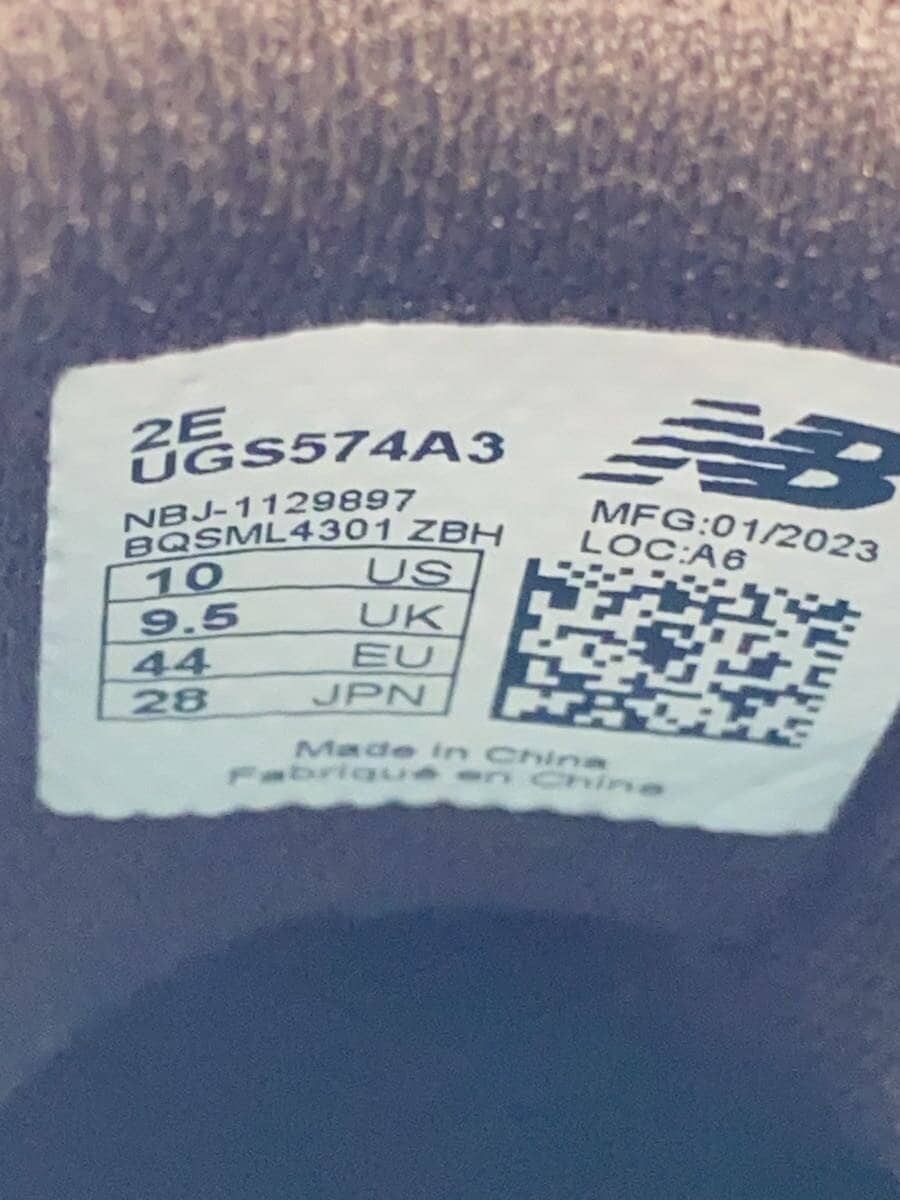 2E
UGS574A3
NBJ-1129897
BQSML4301 ZBH
10 US
9.5 UK
44 EU
28 JPN
Made in China
Fabriqué en Chine
NB
MFG:01/2023
LOC:A6